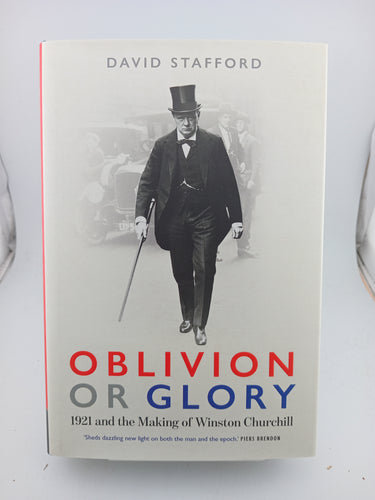 DAVID STAFFORD
OBLIVION
OR GLORY
1921 and the Making of Winston Churchill
'Sheds dazzling new light on both the man and the epoch.' PIERS BRENDON